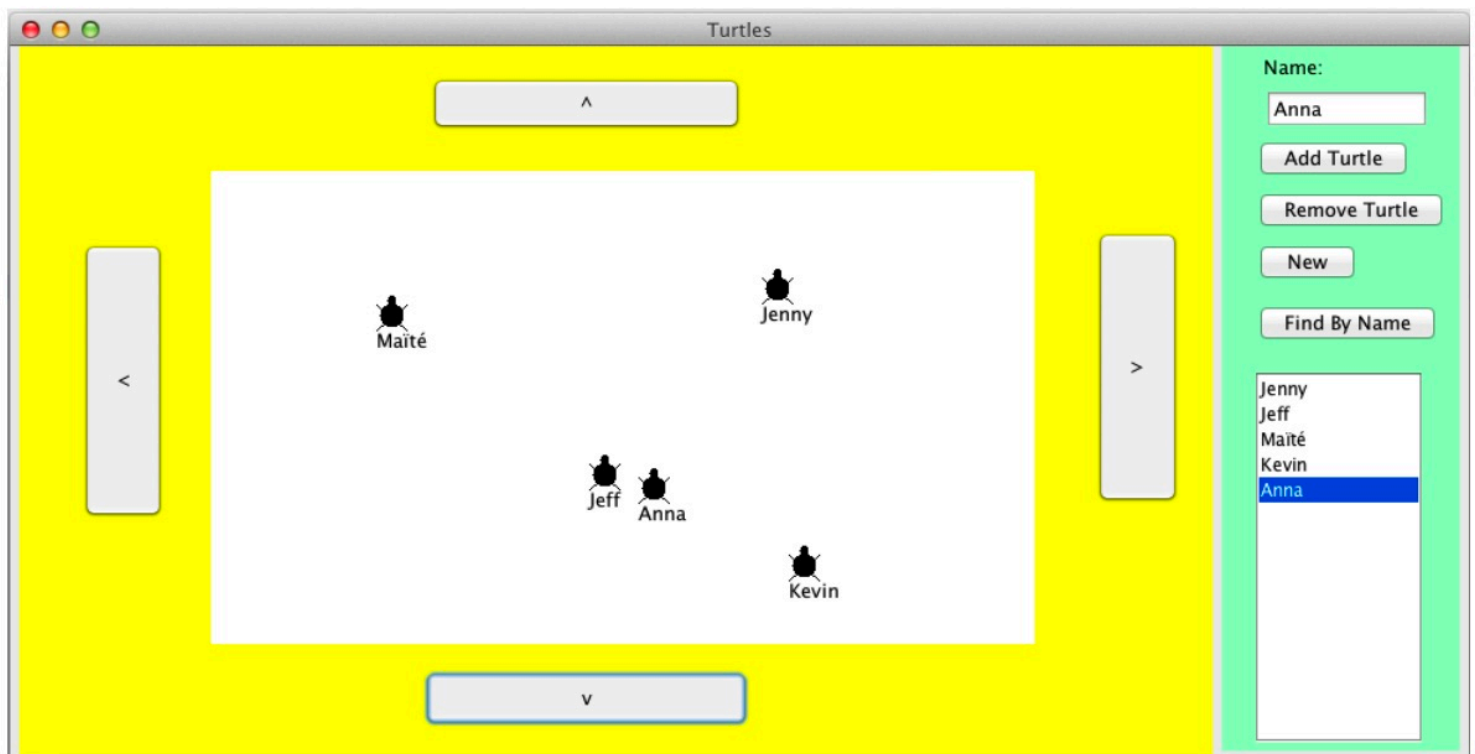 Turtles
^
<
>
v
Maïté
Jenny
Jeff
Anna
Kevin
Name:
Anna
Add Turtle
Remove Turtle
New
Find By Name
Jenny
Jeff
Maïté
Kevin
Anna